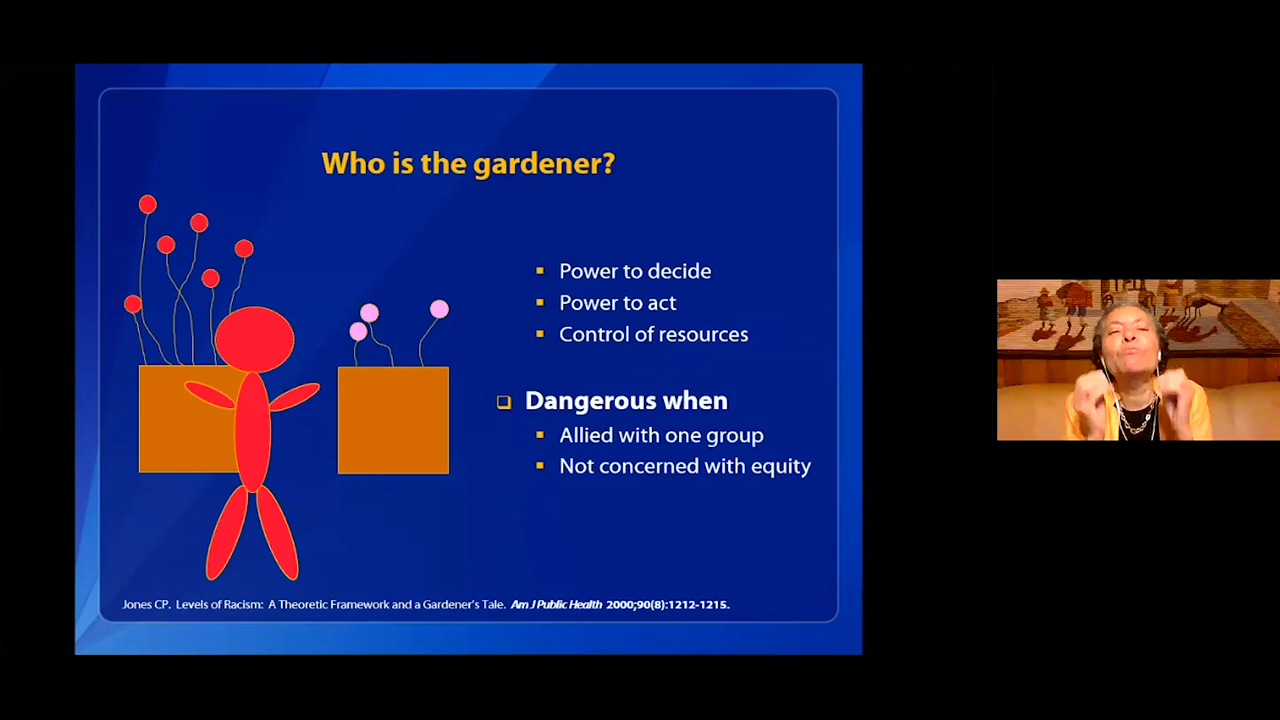 Who is the gardener?
Power to decide
Power to act
Control of resources
Dangerous when
Allied with one group
Not concerned with equity
Jones CP. Levels of Racism: A Theoretic Framework and a Gardener's Tale. Am J Public Health 2000;90(8):1212-1215.